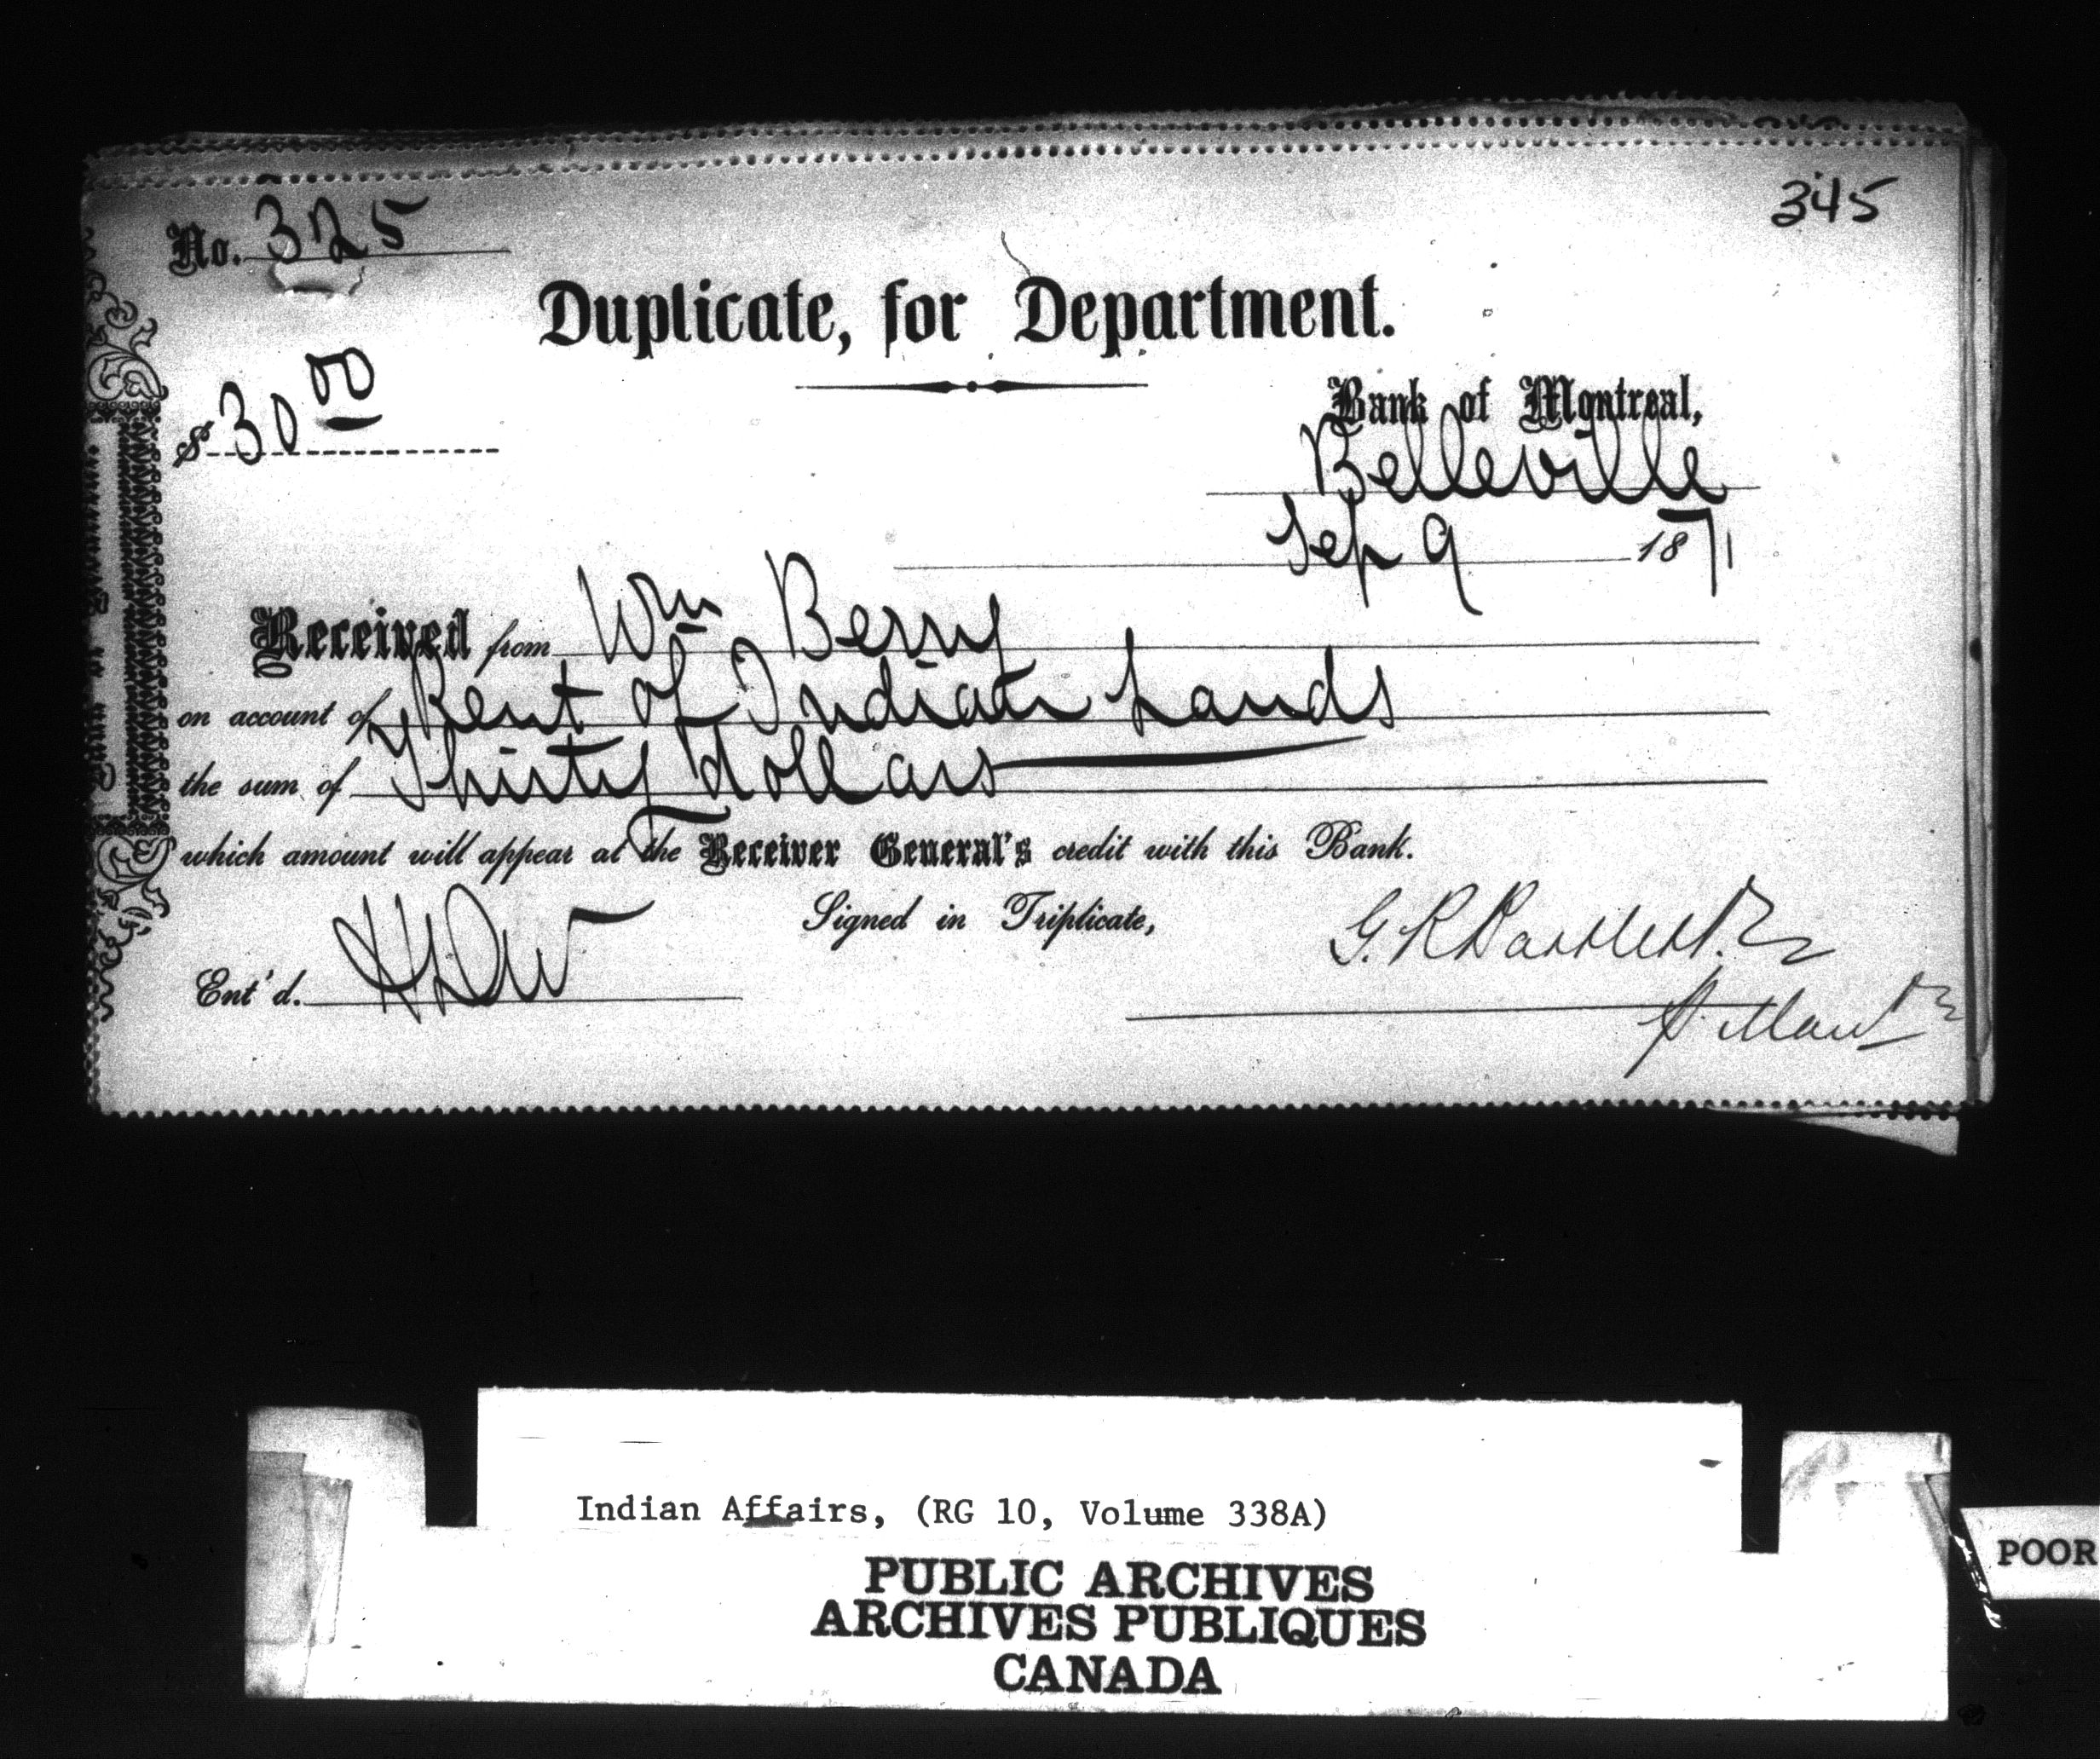 345
No. 325
Duplicate, for Department.
$30 00
Bank of Montreal,
Belleville
Sep 9 1871
Received from Wm Berry
on account of Rent of Indian Lands
the sum of Thirty dollars
which amount will appear at the Receiver General's credit with this Bank.
Signed in Triplicate,
G. R Bartlett
Ent'd.
Indian Affairs, (RG 10, Volume 338A)
POOR
PUBLIC ARCHIVES
ARCHIVES PUBLIQUES
CANADA